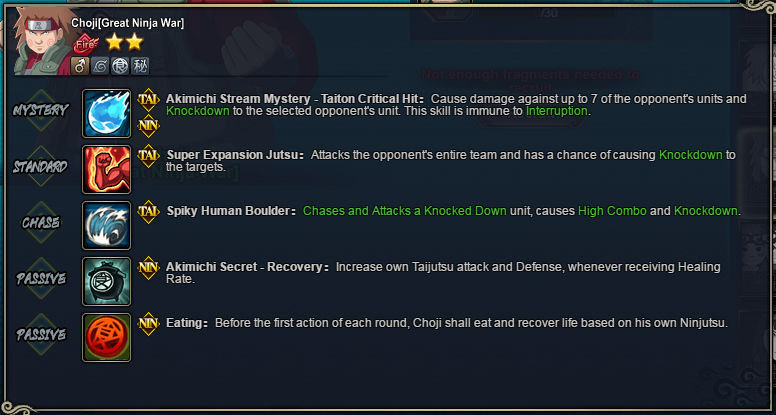 /30
Choji[Great Ninja War]
Fire
秘
Not enough fragments needed to
recruit
MYSTERY
TAI
NIN
Akimichi Stream Mystery - Taiton Critical Hit: Cause damage against up to 7 of the opponent's units and
Knockdown to the selected opponent's unit. This skill is immune to Interruption.
STANDARD
TAI
Super Expansion Jutsu: Attacks the opponent's entire team and has a chance of causing Knockdown to
the targets.
CHASE
TAI
Spiky Human Boulder: Chases and Attacks a Knocked Down unit, causes High Combo and Knockdown.
PASSIVE
NIN
Akimichi Secret - Recovery: Increase own Taijutsu attack and Defense, whenever receiving Healing
Rate.
PASSIVE
NIN
Eating: Before the first action of each round, Choji shall eat and recover life based on his own Ninjutsu.